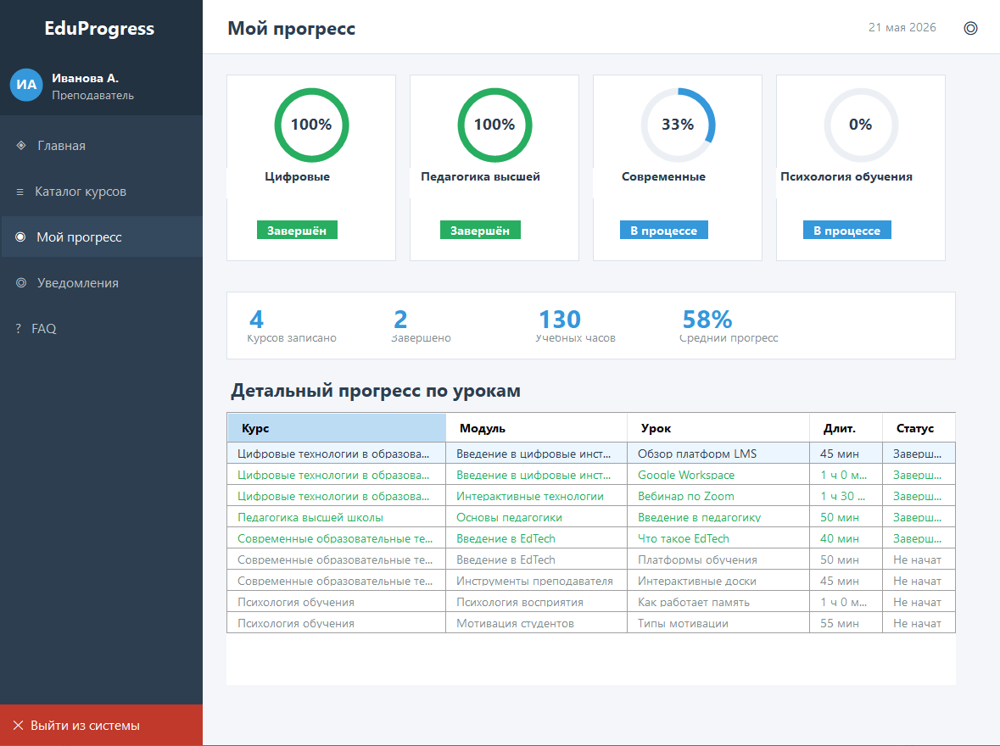 EduProgress
ИА
Иванова А.
Преподаватель
Главная
Каталог курсов
Мой прогресс
Уведомления
? FAQ
Выйти из системы
Мой прогресс
21 мая 2026
100%
Цифровые
Завершён
100%
Педагогика высшей
Завершён
33%
Современные
В процессе
0%
Психология обучения
В процессе
4 2 130 58%
Курсов записано Завершено Учебных часов Средний прогресс
Детальный прогресс по урокам
Курс Модуль Урок Длит. Статус
Цифровые технологии в образова... Введение в цифровые инст... Обзор платформ LMS 45 мин Заверш...
Цифровые технологии в образова... Введение в цифровые инст... Google Workspace 1 ч 0 м... Заверш...
Цифровые технологии в образова... Интерактивные технологии Вебинар по Zoom 1 ч 30 ... Заверш...
Педагогика высшей школы Основы педагогики Введение в педагогику 50 мин Заверш...
Современные образовательные те... Введение в EdTech Что такое EdTech 40 мин Заверш...
Современные образовательные те... Введение в EdTech Платформы обучения 50 мин Не начат
Современные образовательные те... Инструменты преподавателя Интерактивные доски 45 мин Не начат
Психология обучения Психология восприятия Как работает память 1 ч 0 м... Не начат
Психология обучения Мотивация студентов Типы мотивации 55 мин Не начат